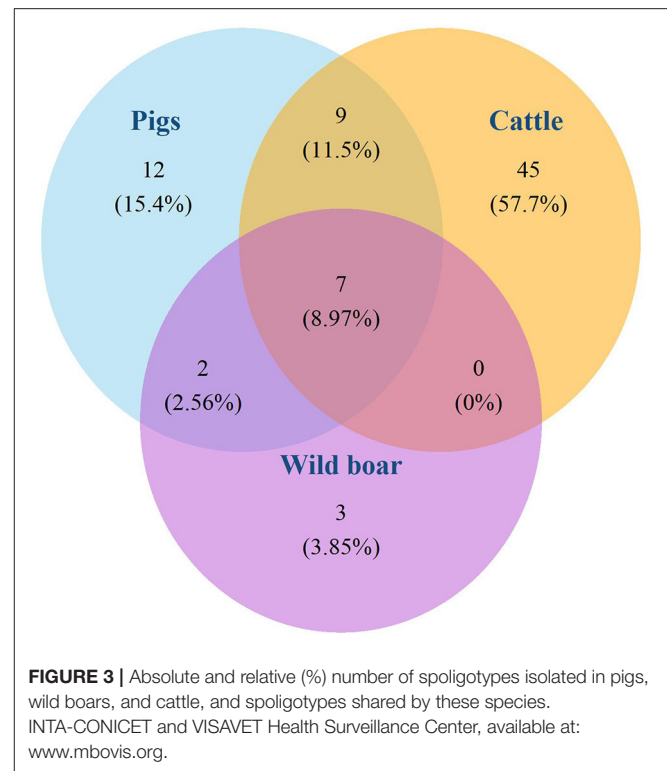 Pigs
12
(15.4%)
9
(11.5%)
Cattle
45
(57.7%)
7
(8.97%)
2
(2.56%)
0
(0%)
Wild boar
3
(3.85%)
FIGURE 3 | Absolute and relative (%) number of spoligotypes isolated in pigs,
wild boars, and cattle, and spoligotypes shared by these species.
INTA-CONICET and VISAVET Health Surveillance Center, available at:
www.mbovis.org.